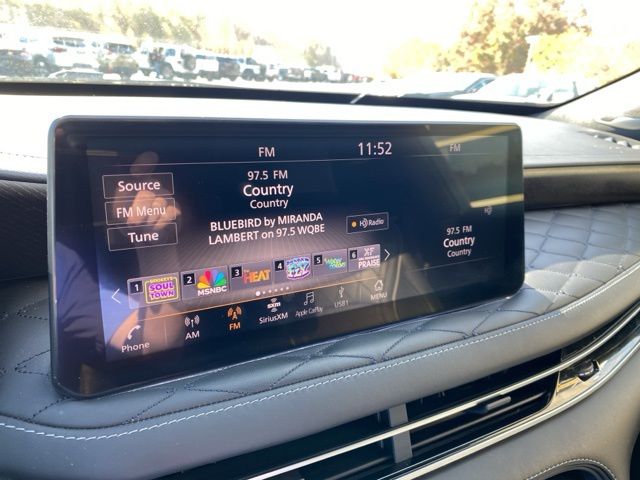 FM
11:52
FM
Source
97.5 FM
Country
Country
FM Menu
BLUEBIRD by MIRANDA
LAMBERT on 97.5 WQBE
HD Radio
Tune
HD
97.5 FM
Country
Country
1 SOUL TOWN
2 MSNBC
3 HEAT
4
5
6 PRAISE
Phone
AM
FM
SXM
SiriusXM
Apple CarPlay
USB1
MENU